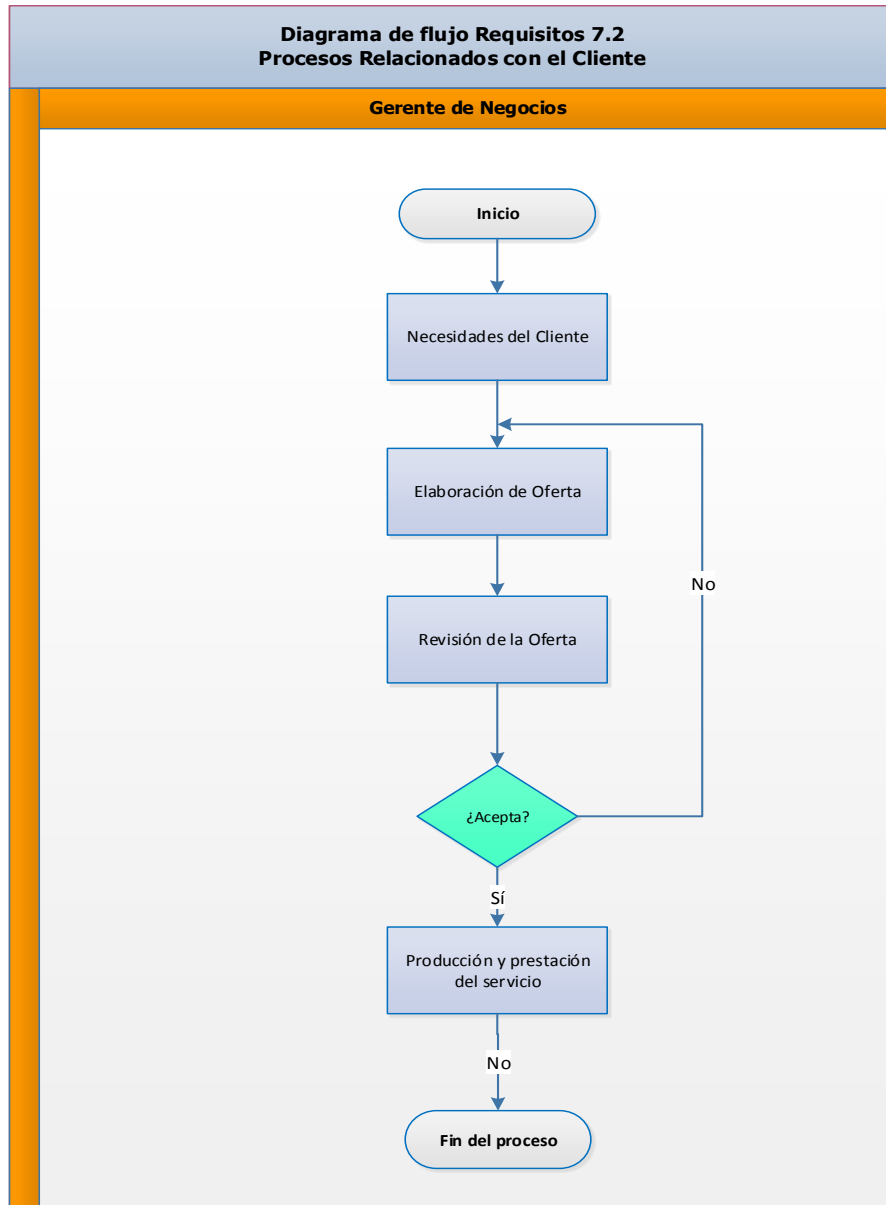 Diagrama de flujo Requisitos 7.2
Procesos Relacionados con el Cliente
Gerente de Negocios
Inicio
Necesidades del Cliente
Elaboración de Oferta
No
Revisión de la Oferta
¿Acepta?
Sí
Producción y prestación
del servicio
No
Fin del proceso